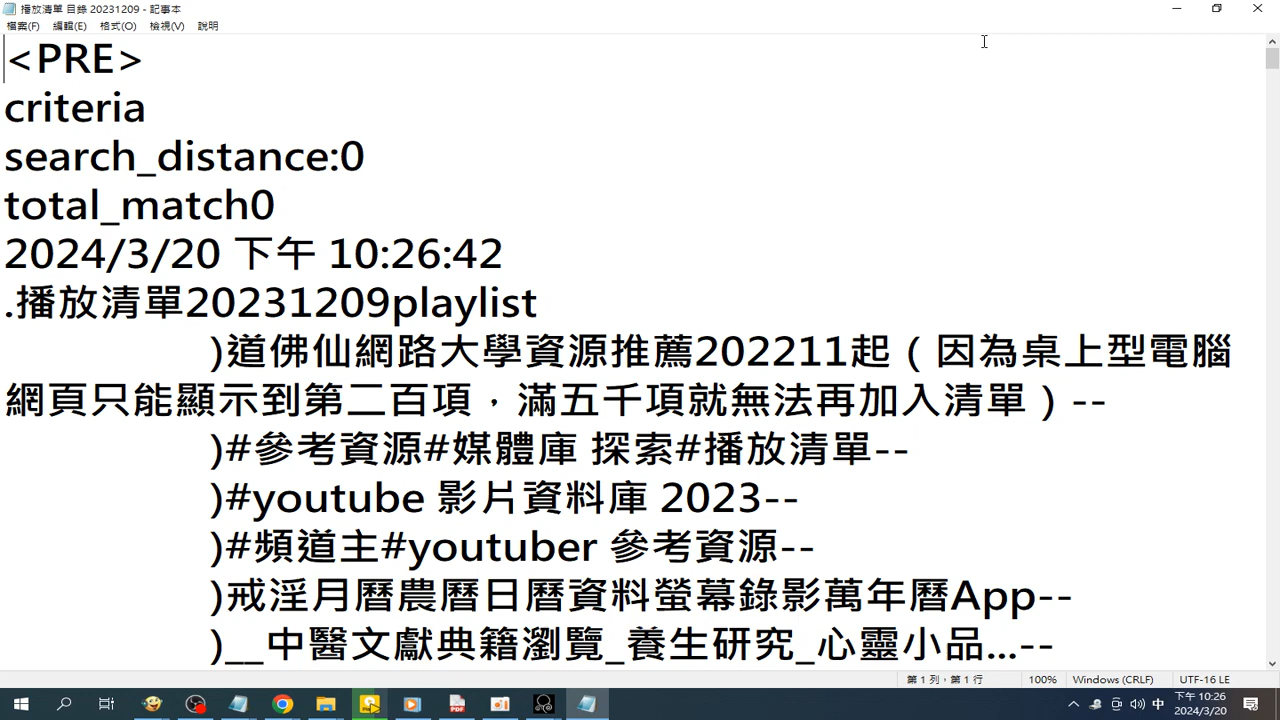 播放清單 目錄 20231209 - 記事本
檔案(F) 編輯(E) 格式(O) 檢視(V) 說明
<PRE>
criteria
search_distance:0
total_match0
2024/3/20 下午 10:26:42
.播放清單20231209playlist
)道佛仙網路大學資源推薦202211起（因為桌上型電腦
網頁只能顯示到第二百項，滿五千項就無法再加入清單）--
)#參考資源#媒體庫 探索#播放清單--
)#youtube 影片資料庫 2023--
)#頻道主#youtuber 參考資源--
)戒淫月曆農曆日曆資料螢幕錄影萬年曆App--
)__中醫文獻典籍瀏覽_養生研究_心靈小品...--
第 1 列，第 1 行 100% Windows (CRLF) UTF-16 LE
中 下午 10:26
2024/3/20